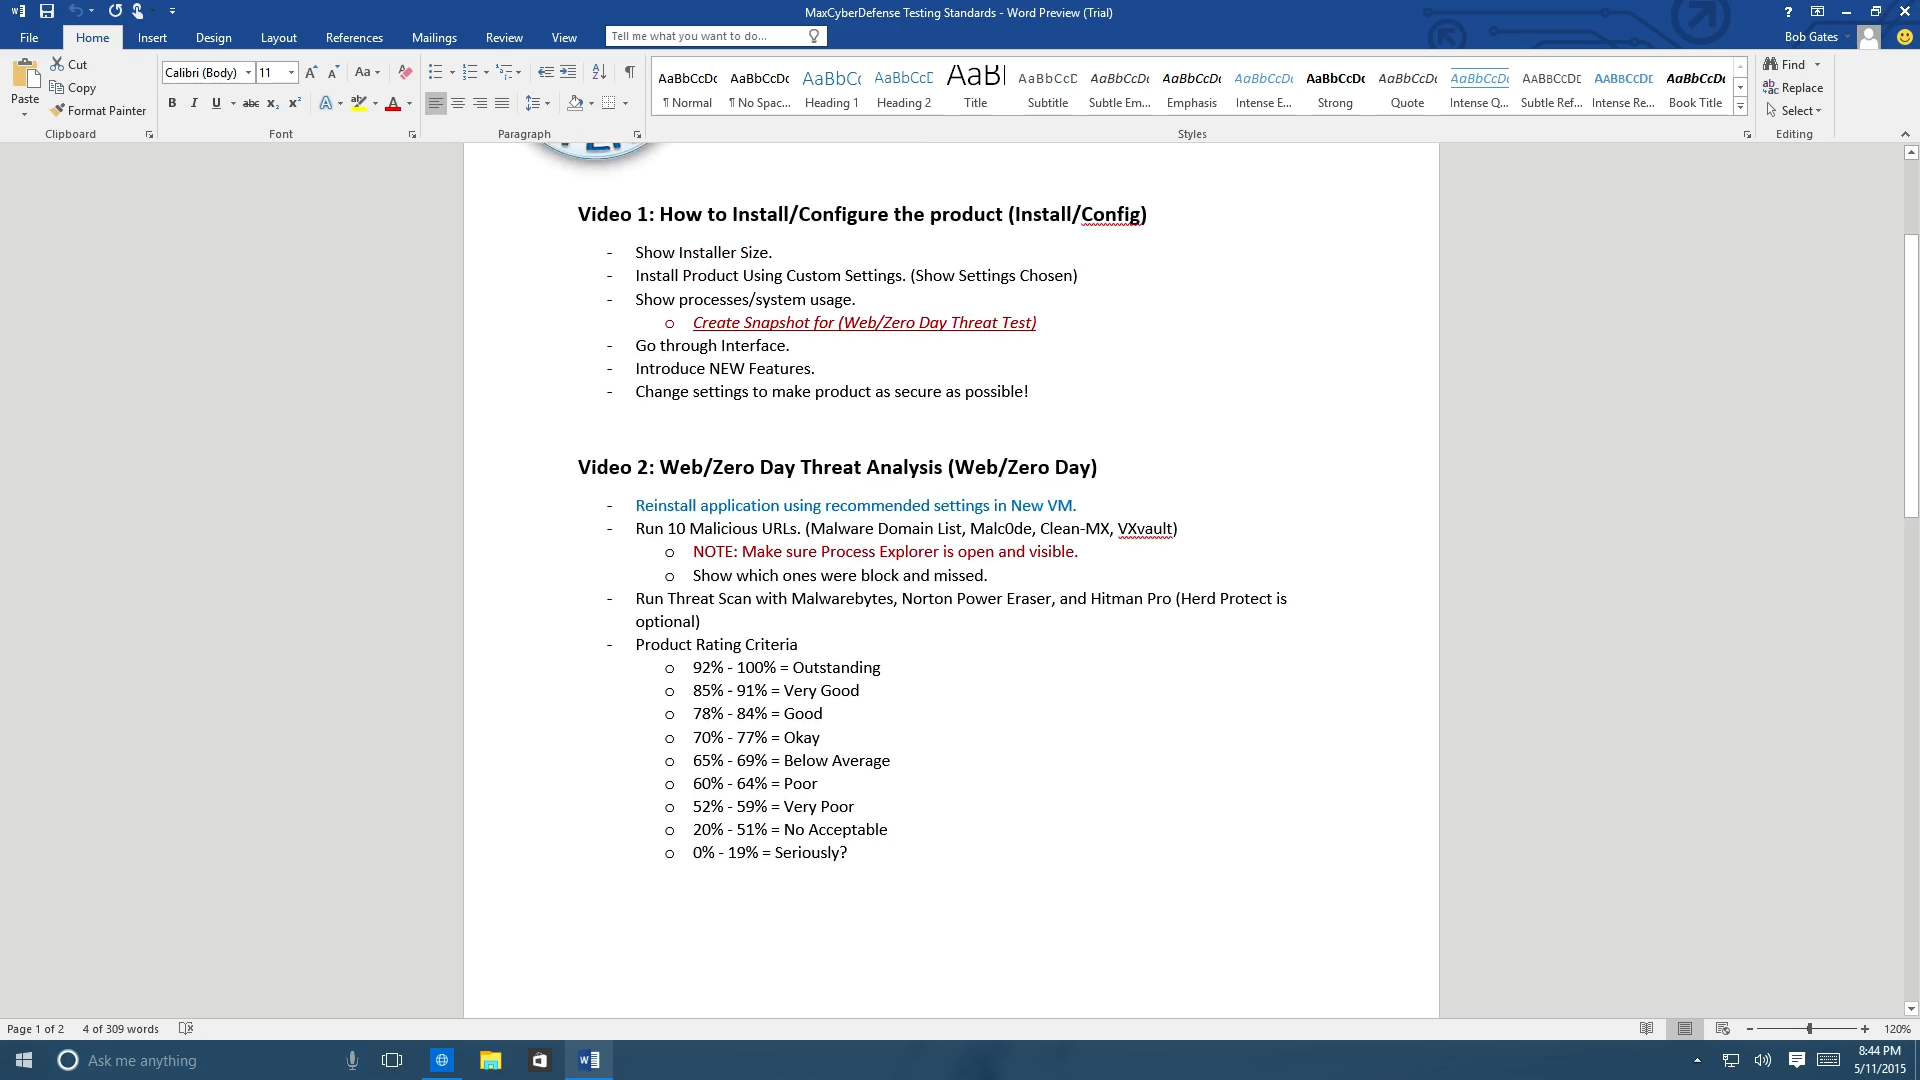 MaxCyberDefense Testing Standards - Word Preview (Trial)
File Home Insert Design Layout References Mailings Review View Tell me what you want to do... Bob Gates
Paste Cut Copy Format Painter
Calibri (Body) 11
AaBbCcDc AaBbCcDc AaBbCc AaBbCcD AaB AaBbCcD AaBbCcDc AaBbCcDc AaBbCcDc AaBbCcDc AaBbCcDc AaBbCcDc AaBbCcDc AaBbCcDc AaBbCcDc
¶ Normal ¶ No Spac... Heading 1 Heading 2 Title Subtitle Subtle Em... Emphasis Intense E... Strong Quote Intense Q... Subtle Ref... Intense Re... Book Title
Find Replace Select
Clipboard Font Paragraph Styles Editing
Video 1: How to Install/Configure the product (Install/Config)
- Show Installer Size.
- Install Product Using Custom Settings. (Show Settings Chosen)
- Show processes/system usage.
o Create Snapshot for (Web/Zero Day Threat Test)
- Go through Interface.
- Introduce NEW Features.
- Change settings to make product as secure as possible!
Video 2: Web/Zero Day Threat Analysis (Web/Zero Day)
- Reinstall application using recommended settings in New VM.
- Run 10 Malicious URLs. (Malware Domain List, Malc0de, Clean-MX, VXvault)
o NOTE: Make sure Process Explorer is open and visible.
o Show which ones were block and missed.
- Run Threat Scan with Malwarebytes, Norton Power Eraser, and Hitman Pro (Herd Protect is
optional)
- Product Rating Criteria
o 92% - 100% = Outstanding
o 85% - 91% = Very Good
o 78% - 84% = Good
o 70% - 77% = Okay
o 65% - 69% = Below Average
o 60% - 64% = Poor
o 52% - 59% = Very Poor
o 20% - 51% = No Acceptable
o 0% - 19% = Seriously?
Page 1 of 2 4 of 309 words 120%
Ask me anything
8:44 PM
5/11/2015